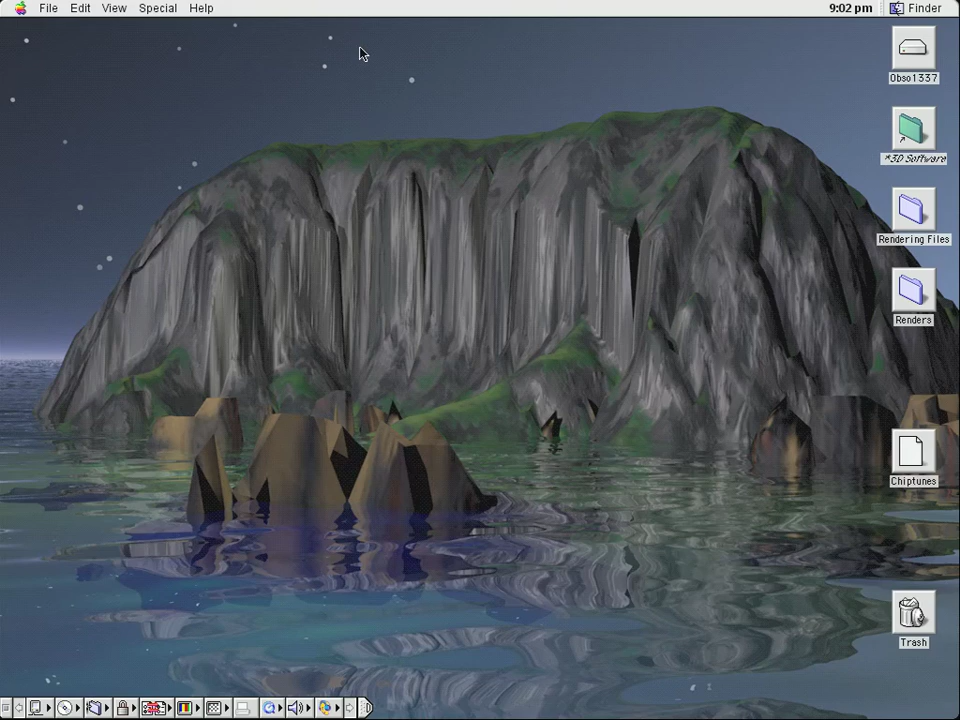 File Edit View Special Help 9:02 pm Finder
Obso1337
*3D Software
Rendering Files
Renders
Chiptunes
Trash